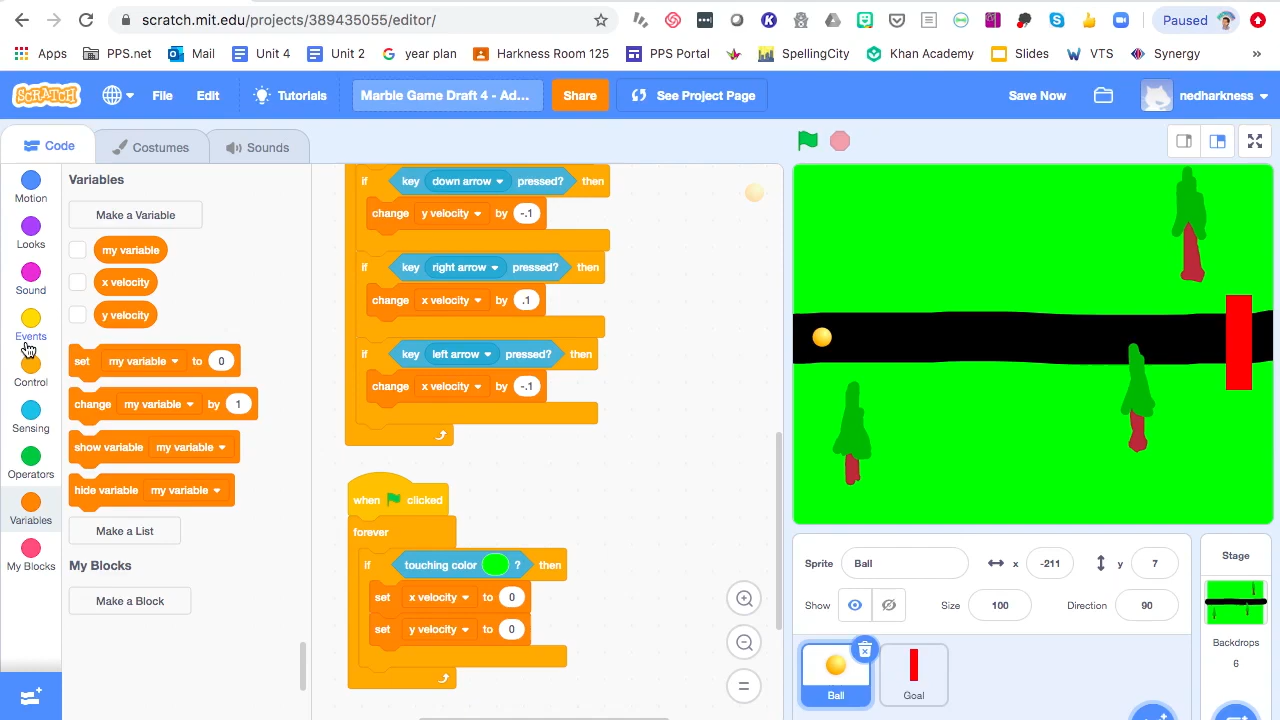 scratch.mit.edu/projects/389435055/editor/
Paused
Apps PPS.net Mail Unit 4 Unit 2 year plan Harkness Room 125 PPS Portal SpellingCity Khan Academy Slides VTS Synergy »
SCRATCH File Edit Tutorials Marble Game Draft 4 - Ad... Share See Project Page Save Now nedharkness
Code Costumes Sounds
Motion
Looks
Sound
Events
Control
Sensing
Operators
Variables
My Blocks
Variables
Make a Variable
my variable
x velocity
y velocity
set my variable to 0
change my variable by 1
show variable my variable
hide variable my variable
Make a List
My Blocks
Make a Block
if key down arrow pressed? then
change y velocity by -.1
if key right arrow pressed? then
change x velocity by .1
if key left arrow pressed? then
change x velocity by -.1
when clicked
forever
if touching color ? then
set x velocity to 0
set y velocity to 0
Sprite Ball x -211 y 7
Show Size 100 Direction 90
Ball
Goal
Stage
Backdrops
6